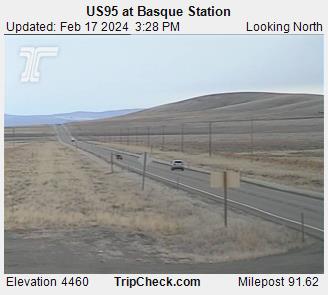 US95 at Basque Station
Updated: Feb 17 2024 3:28 PM Looking North
Elevation 4460 TripCheck.com Milepost 91.62